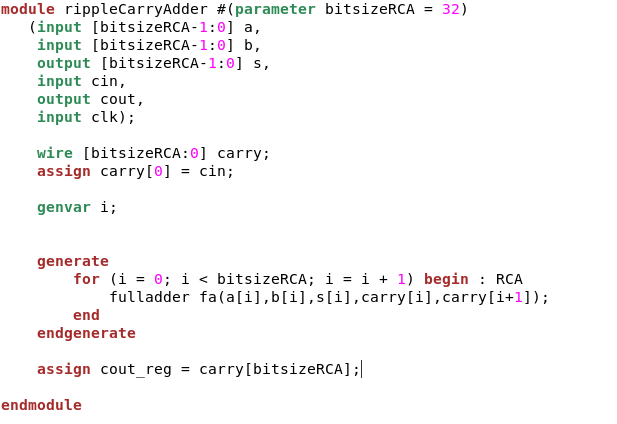 module rippleCarryAdder #(parameter bitsizeRCA = 32)
   (input [bitsizeRCA-1:0] a,
    input [bitsizeRCA-1:0] b,
    output [bitsizeRCA-1:0] s,
    input cin,
    output cout,
    input clk);
    wire [bitsizeRCA:0] carry;
    assign carry[0] = cin;
    genvar i;
    generate
        for (i = 0; i < bitsizeRCA; i = i + 1) begin : RCA
            fulladder fa(a[i],b[i],s[i],carry[i],carry[i+1]);
        end
    endgenerate
    assign cout_reg = carry[bitsizeRCA];
endmodule